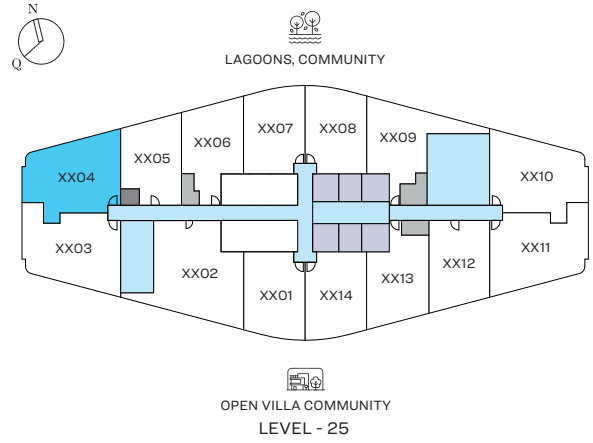 N
Q
LAGOONS, COMMUNITY
XX04
XX05
XX06
XX07
XX08
XX09
XX10
XX03
XX02
XX01
XX14
XX13
XX12
XX11
OPEN VILLA COMMUNITY
LEVEL - 25